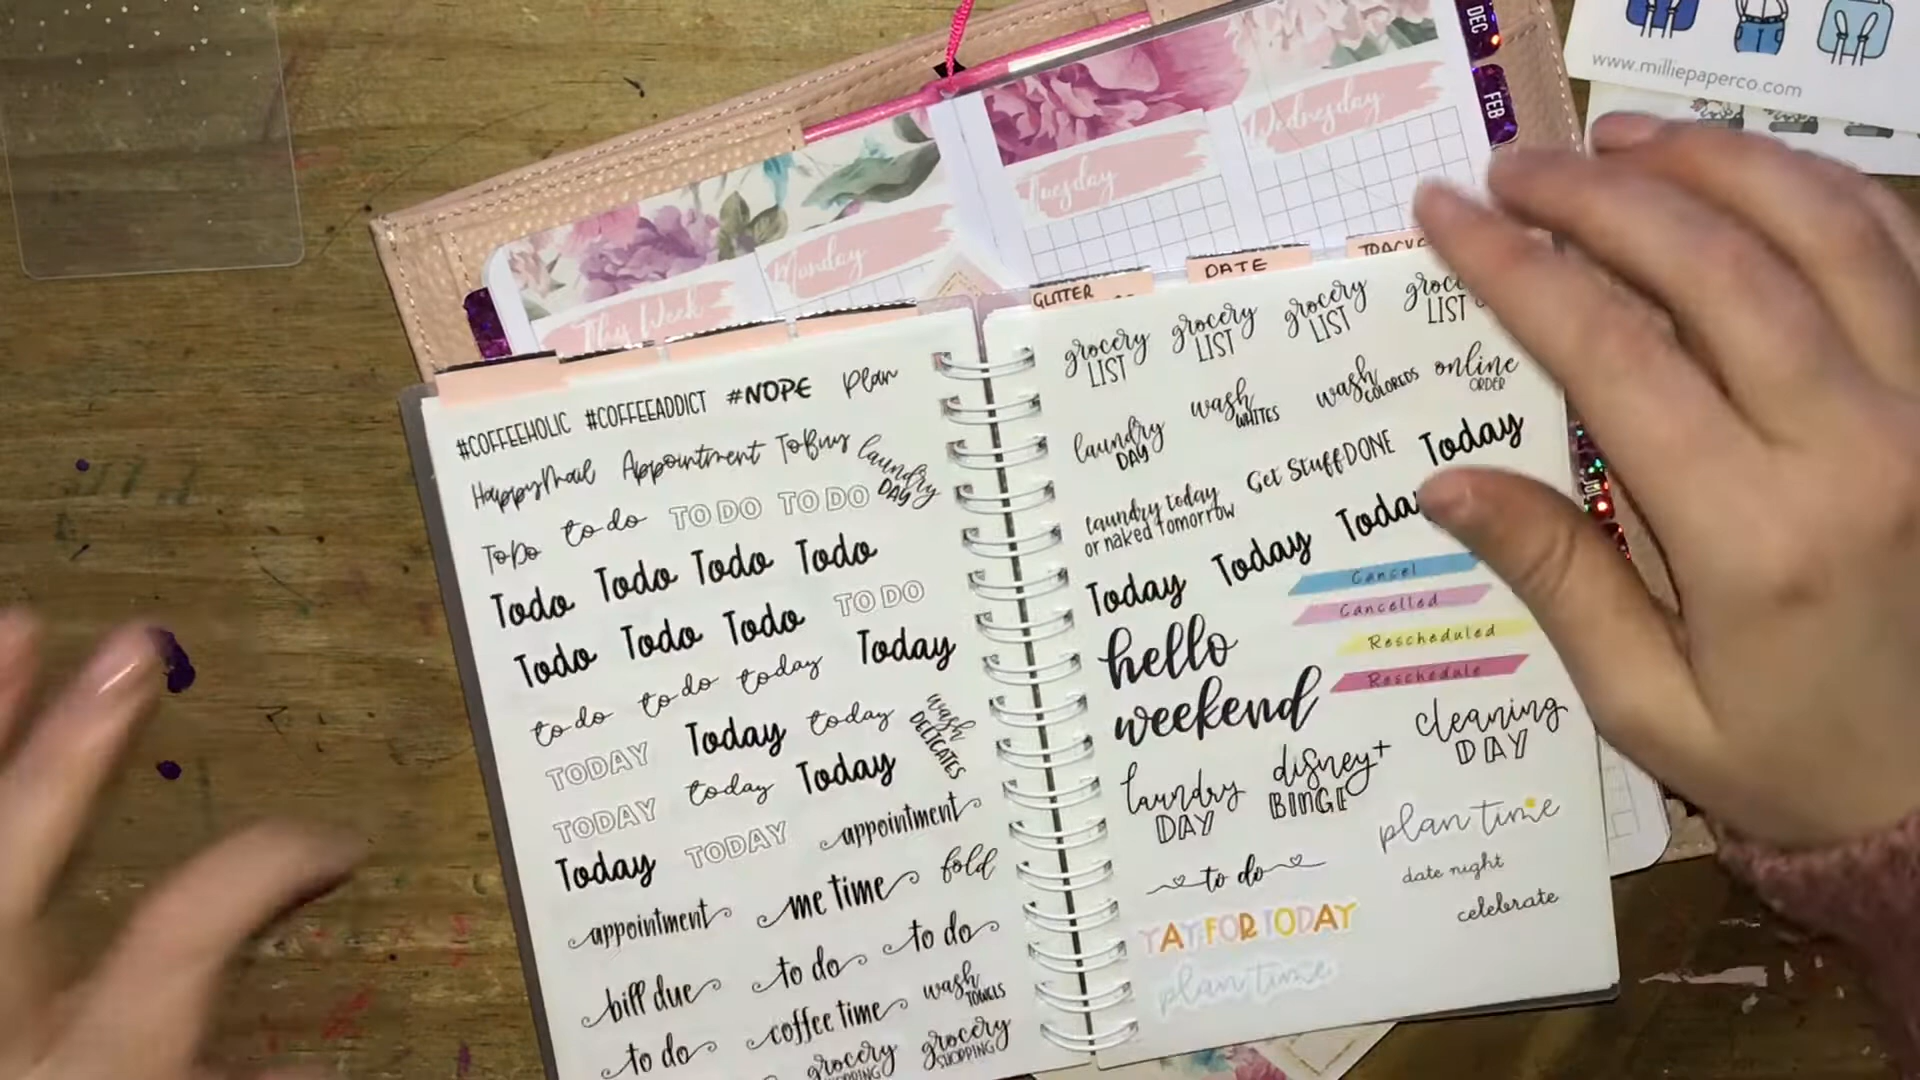 DEC
FEB
www.milliepaperco.com
Wednesday
Tuesday
Monday
This Week
GLITTER
DATE
#COFFEEHOLIC #COFFEEADDICT #NOPE Plan
HappyMail Appointment ToBuy laundry DAY
ToDo to do TO DO TO DO
Todo Todo Todo Todo
Todo Todo Todo TO DO
to do to do today Today
TODAY Today today wash DELICATES
TODAY today Today
Today TODAY appointment
appointment me time fold
bill due to do to do
to do coffee time wash TOWELS
grocery grocery
SHOPPING
grocery grocery grocery
LIST LIST LIST LIST
laundry DAY wash WHITES wash COLOREDS online ORDER
laundry today
or naked tomorrow
Get Stuff DONE Today
Today Today
Cancel
Cancelled
Rescheduled
Reschedule
hello
weekend
cleaning
DAY
laundry
DAY
disney+
BINGE
plan time
to do
date night
celebrate
YAY FOR TODAY
plan time